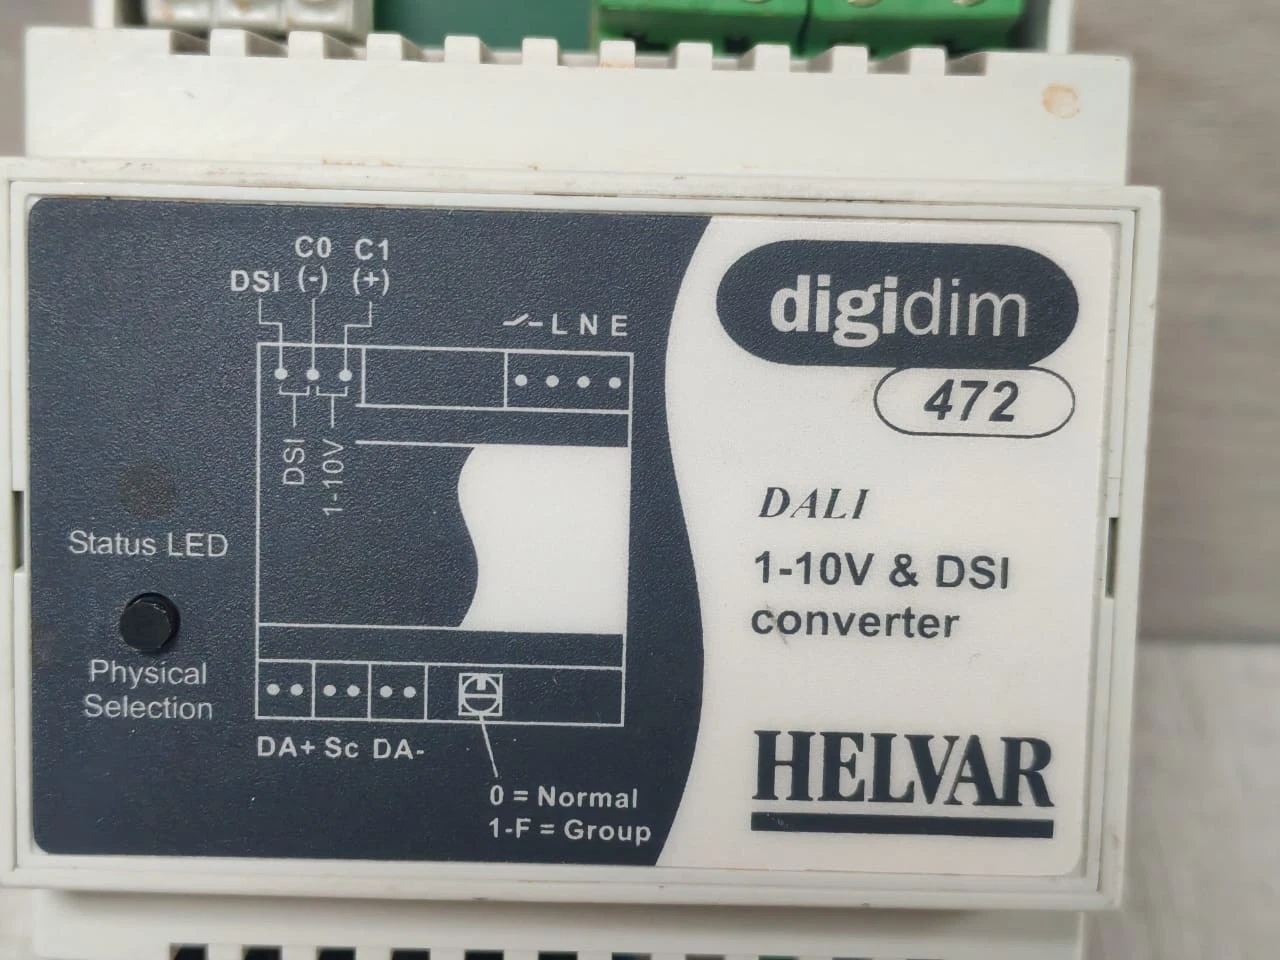 C0 C1
DSI (-) (+)
L N E
DSI
1-10V
Status LED
Physical
Selection
DA+ Sc DA-
0 = Normal
1-F = Group
digidim
472
DALI
1-10V & DSI
converter
HELVAR